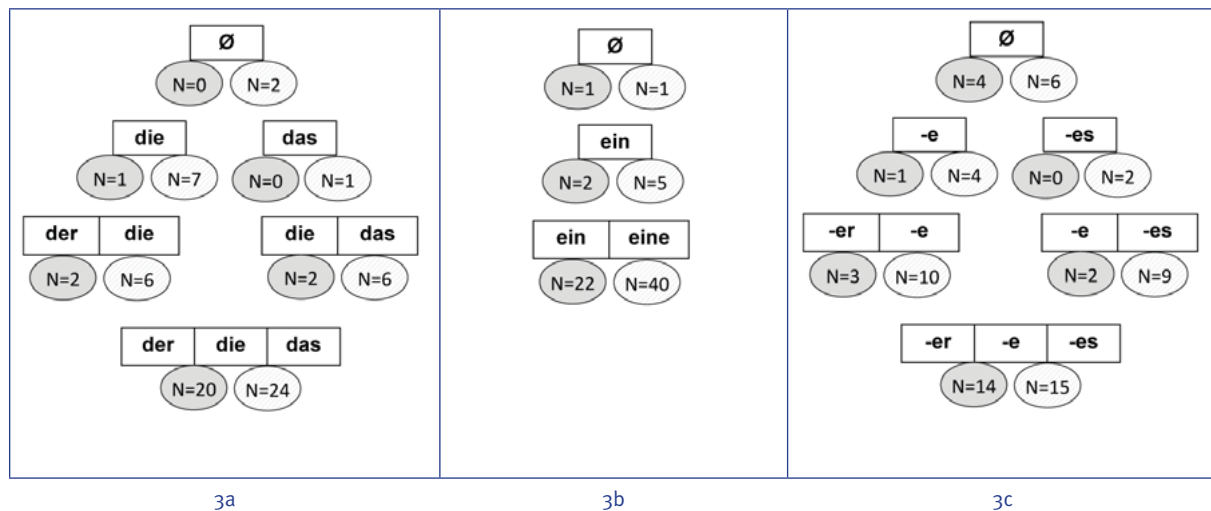 Ø
N=0 N=2
die das
N=1 N=7 N=0 N=1
der die die das
N=2 N=6 N=2 N=6
der die das
N=20 N=24
3a
Ø
N=1 N=1
ein
N=2 N=5
ein eine
N=22 N=40
3b
Ø
N=4 N=6
-e -es
N=1 N=4 N=0 N=2
-er -e -e -es
N=3 N=10 N=2 N=9
-er -e -es
N=14 N=15
3c